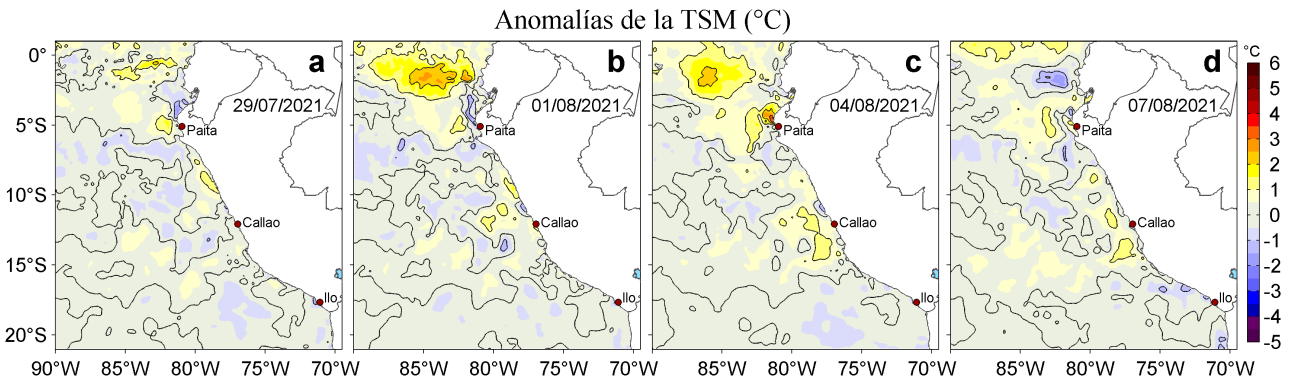 Anomalías de la TSM (°C)
a
29/07/2021
Paita
Callao
Ilo
b
01/08/2021
Paita
Callao
Ilo
c
04/08/2021
Paita
Callao
Ilo
d
07/08/2021
Paita
Callao
Ilo
0°
5°S
10°S
15°S
20°S
90°W 85°W 80°W 75°W 70°W
85°W 80°W 75°W 70°W
85°W 80°W 75°W 70°W
85°W 80°W 75°W 70°W
°C
6
5
4
3
2
1
0
-1
-2
-3
-4
-5